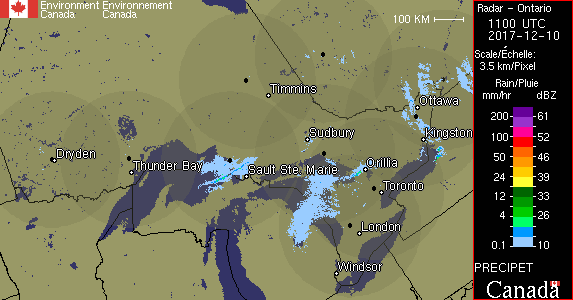 Environment Environnement
Canada Canada
100 KM
Timmins
Ottawa
Sudbury
Kingston
Dryden
Thunder Bay
Sault Ste. Marie
Orillia
Toronto
London
Windsor
Radar - Ontario
1100 UTC
2017-12-10
Scale/Échelle:
3.5 km/Pixel
Rain/Pluie
mm/hr dBZ
200 61
100 52
50 46
24 39
12 33
4 26
0.1 10
PRECIPET
Canada